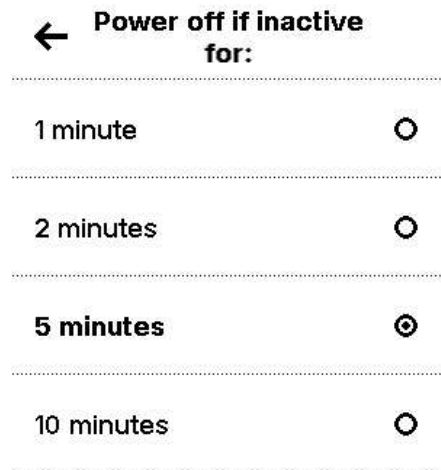 Power off if inactive
for:
1 minute
2 minutes
5 minutes
10 minutes